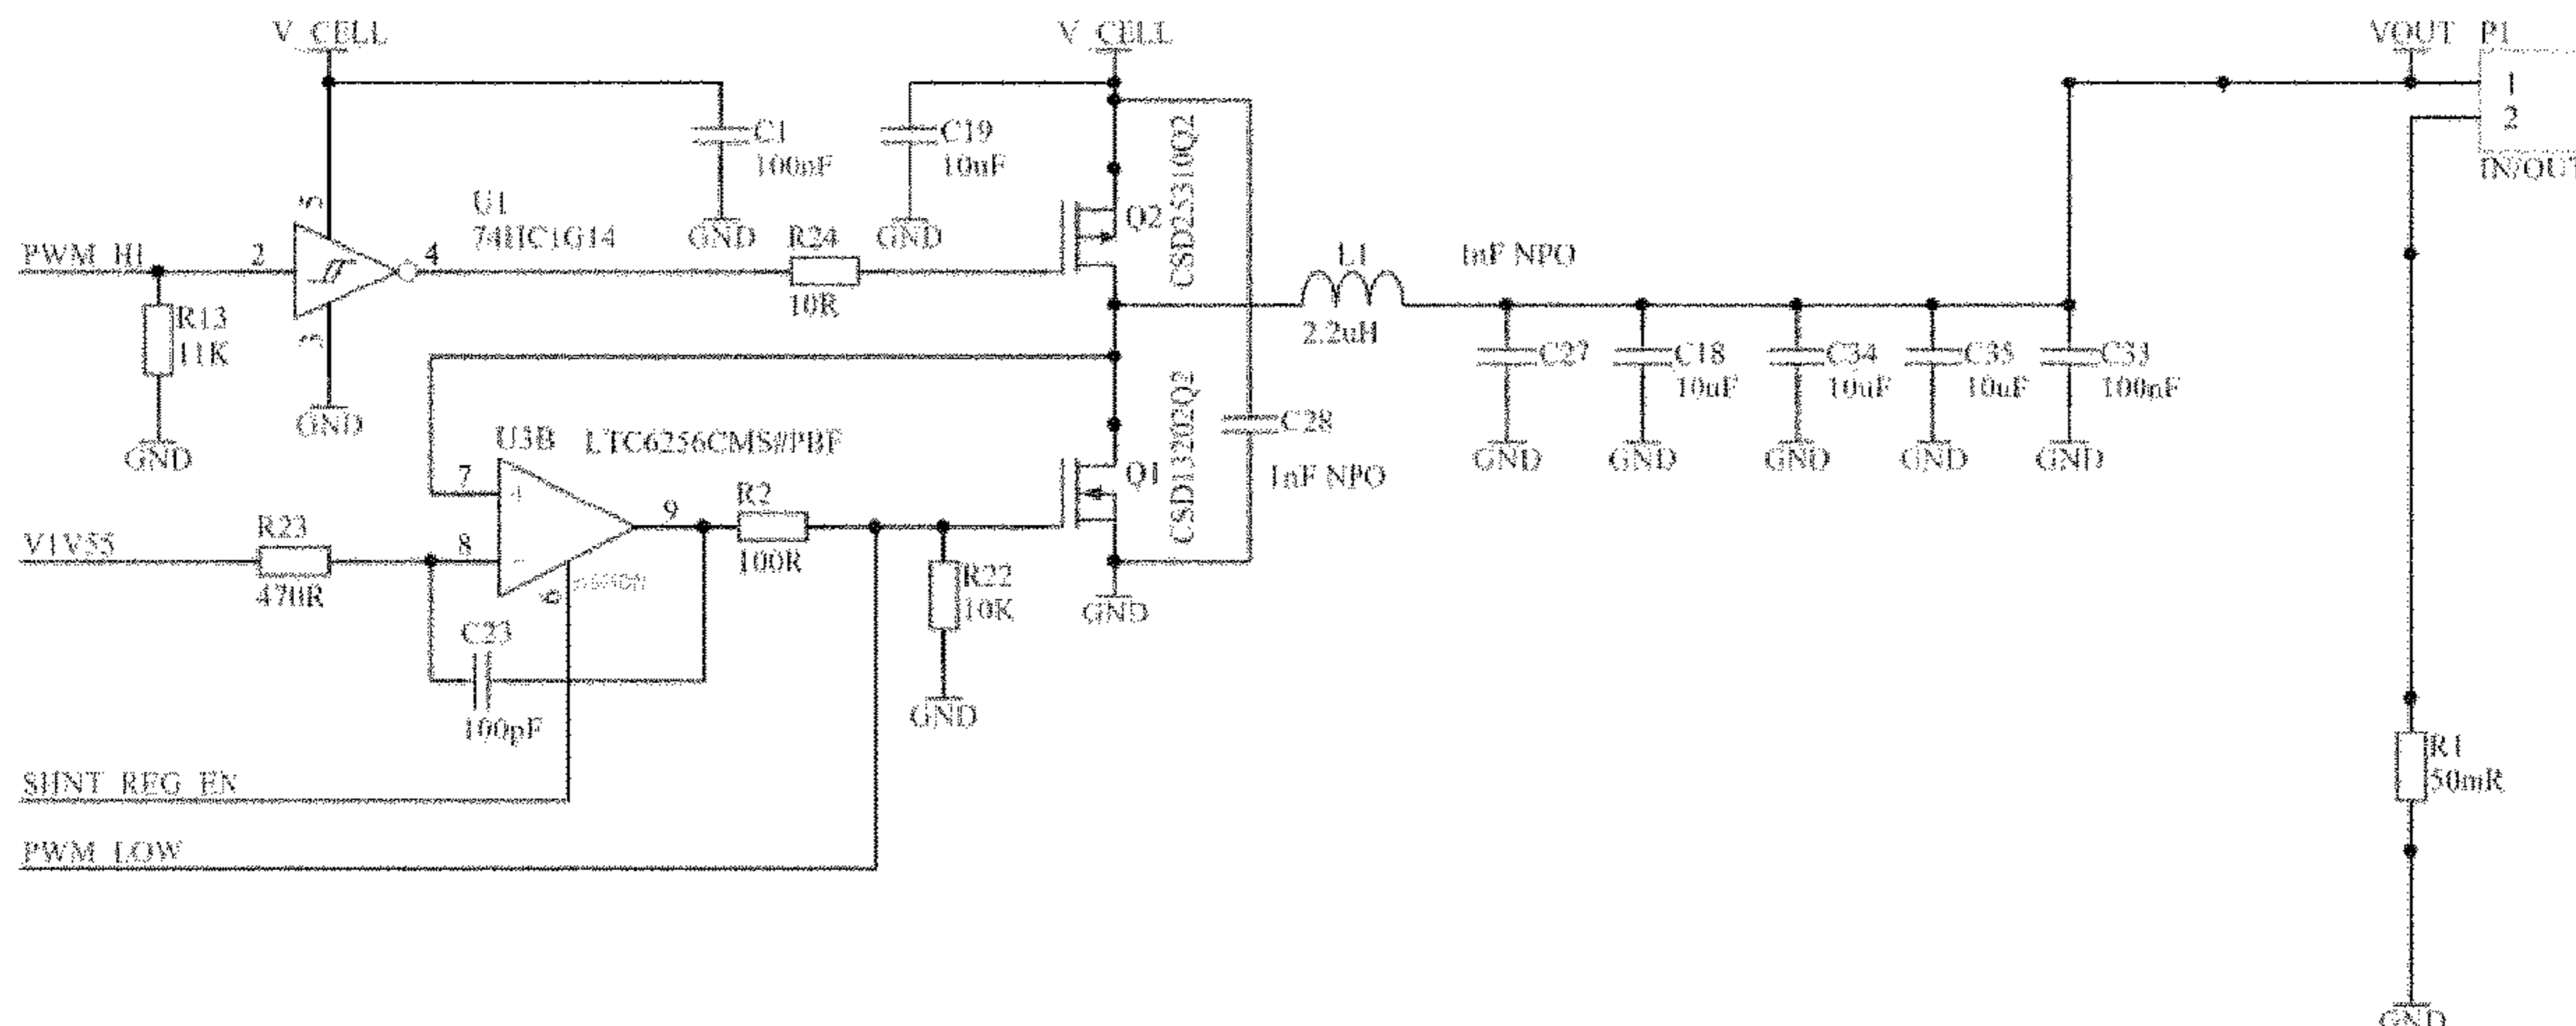 V_CELL
V_CELL
VOUT
P1
1
2
IN/OUT
C1
100nF
C19
10uF
CSD25310Q2
5
U1
74HC1G14
GND
GND
Q2
PWM_HI
2
4
R24
10R
L1
2.2uH
1nF NPO
R13
11K
3
GND
GND
C27
C18
10uF
C34
10uF
C35
10uF
C33
100nF
GND
GND
GND
GND
GND
CSD13202Q2
C28
1nF NPO
U3B
LTC6256CMS#PBF
7
8
9
Q1
V1V55
R23
470R
R2
100R
R22
10K
GND
6
C23
100pF
GND
SHNT_REG_EN
PWM_LOW
R1
50mR
GND